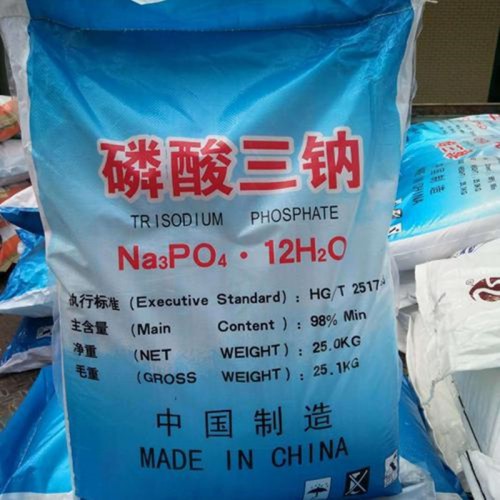 磷酸三钠
TRISODIUM PHOSPHATE
Na₃PO₄ · 12H₂O
执行标准 (Executive Standard) : HG/T 2517-
主含量 (Main Content) : 98% Min
净重 (NET WEIGHT) : 25.0KG
毛重 (GROSS WEIGHT) : 25.1KG
中国制造
MADE IN CHINA